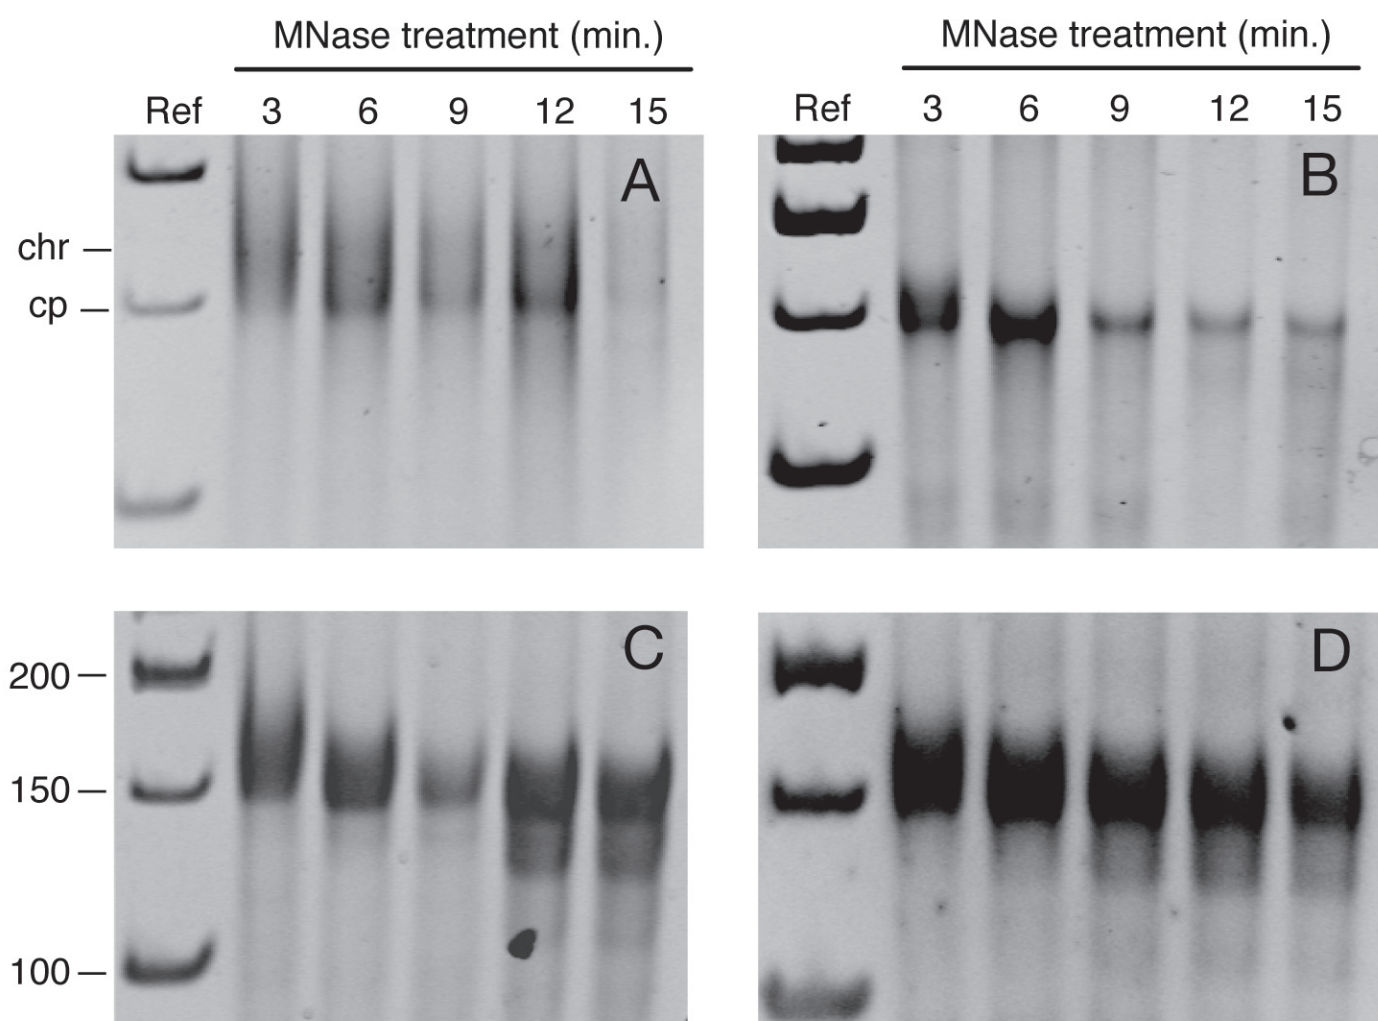 MNase treatment (min.)
Ref 3 6 9 12 15
A
chr
cp
MNase treatment (min.)
Ref 3 6 9 12 15
B
C
200
150
100
D